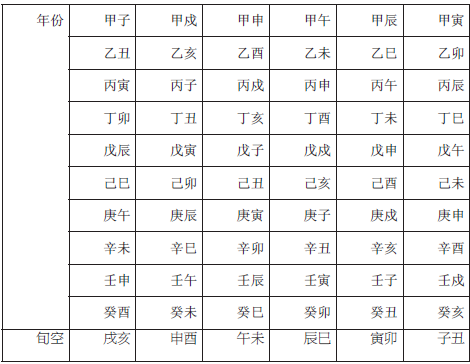 年份 甲子 甲戌 甲申 甲午 甲辰 甲寅
乙丑 乙亥 乙酉 乙未 乙巳 乙卯
丙寅 丙子 丙戌 丙申 丙午 丙辰
丁卯 丁丑 丁亥 丁酉 丁未 丁巳
戊辰 戊寅 戊子 戊戌 戊申 戊午
己巳 己卯 己丑 己亥 己酉 己未
庚午 庚辰 庚寅 庚子 庚戌 庚申
辛未 辛巳 辛卯 辛丑 辛亥 辛酉
壬申 壬午 壬辰 壬寅 壬子 壬戌
癸酉 癸未 癸巳 癸卯 癸丑 癸亥
旬空 戌亥 申酉 午未 辰巳 寅卯 子丑